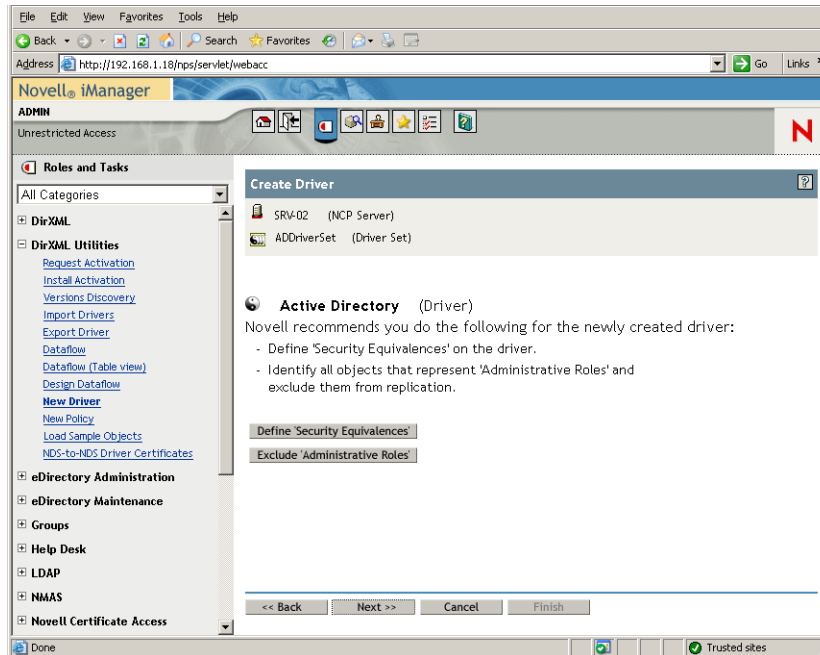 File Edit View Favorites Tools Help
Back Search Favorites
Address http://192.168.1.18/nps/servlet/webacc Go Links
Novell® iManager
ADMIN
Unrestricted Access
N
Roles and Tasks
All Categories
DirXML
DirXML Utilities
Request Activation
Install Activation
Versions Discovery
Import Drivers
Export Driver
Dataflow
Dataflow (Table view)
Design Dataflow
New Driver
New Policy
Load Sample Objects
NDS-to-NDS Driver Certificates
eDirectory Administration
eDirectory Maintenance
Groups
Help Desk
LDAP
NMAS
Novell Certificate Access
Create Driver ?
SRV-02 (NCP Server)
ADDriverSet (Driver Set)
Active Directory (Driver)
Novell recommends you do the following for the newly created driver:
- Define 'Security Equivalences' on the driver.
- Identify all objects that represent 'Administrative Roles' and
exclude them from replication.
Define 'Security Equivalences'
Exclude 'Administrative Roles'
<< Back Next >> Cancel Finish
Done Trusted sites